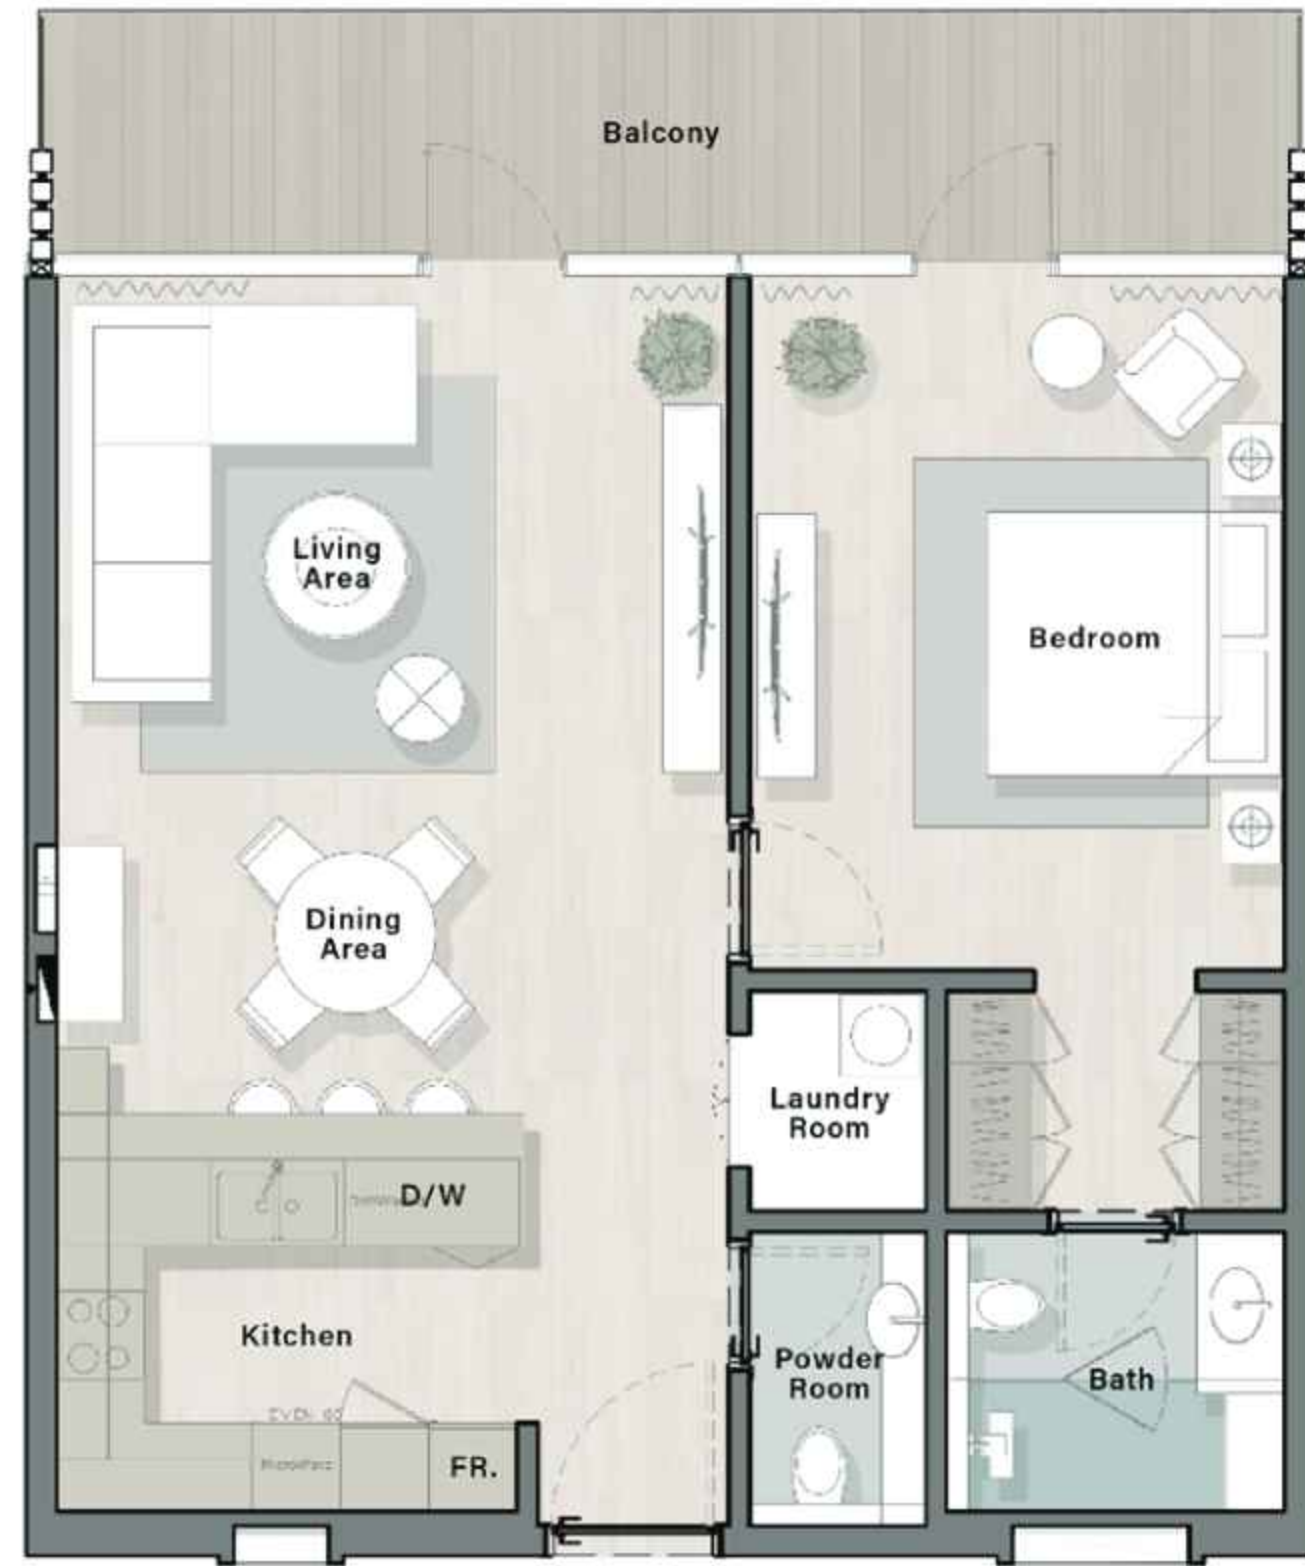 Balcony
Living
Area
Bedroom
Dining
Area
Laundry
Room
D/W
Kitchen
Powder
Room
Bath
FR.